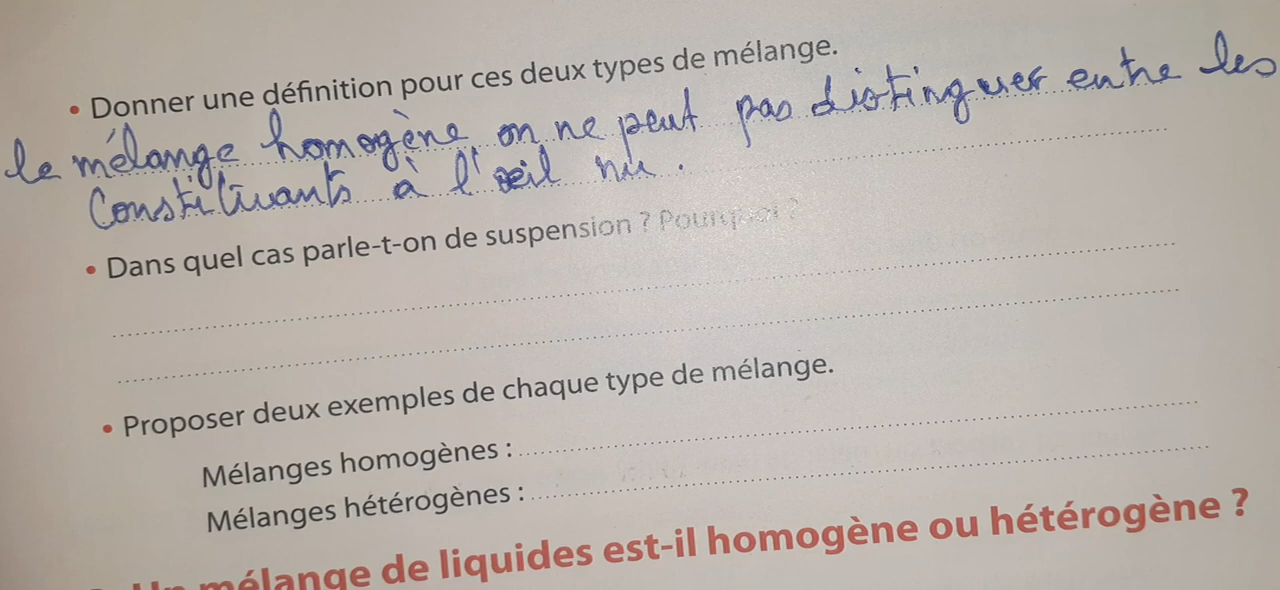 • Donner une définition pour ces deux types de mélange.
le mélange homogène on ne peut pas distinguer entre les
Constituants à l'œil nu.
• Dans quel cas parle-t-on de suspension ? Pourquoi ?
• Proposer deux exemples de chaque type de mélange.
Mélanges homogènes :
Mélanges hétérogènes :
Un mélange de liquides est-il homogène ou hétérogène ?